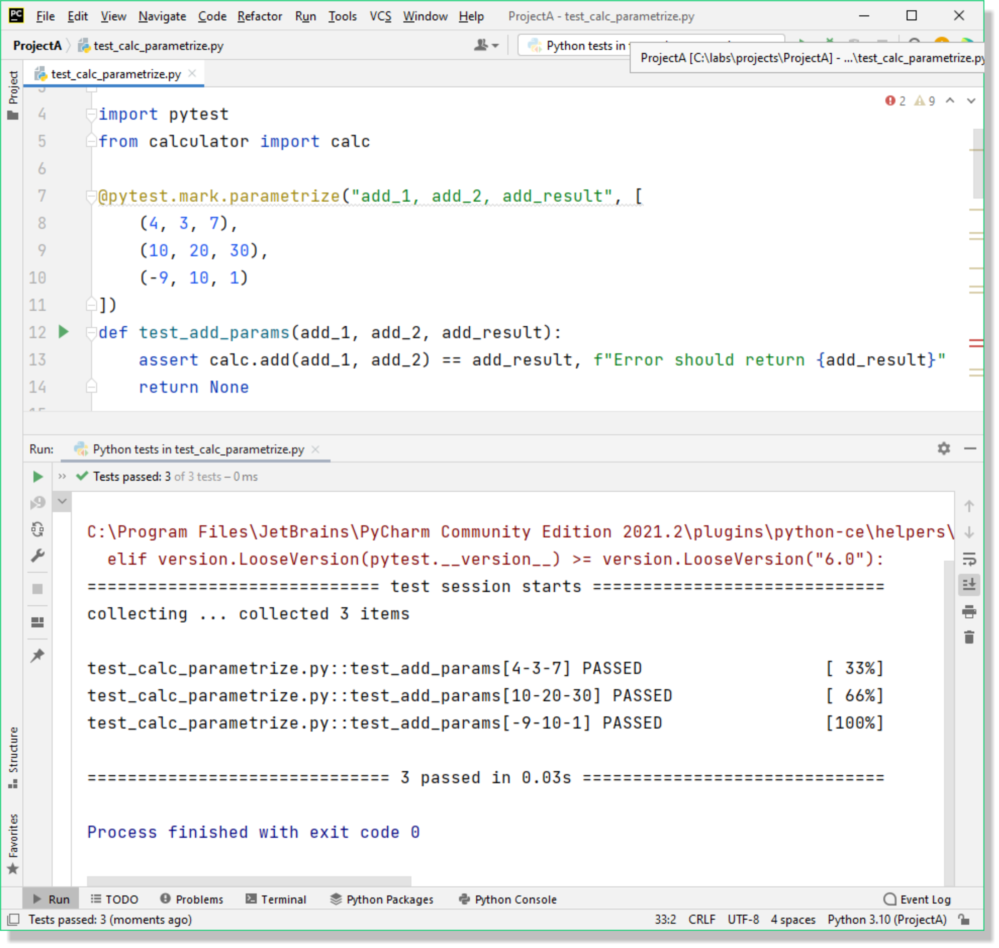 PC File Edit View Navigate Code Refactor Run Tools VCS Window Help ProjectA - test_calc_parametrize.py
ProjectA test_calc_parametrize.py Python tests in
ProjectA [C:\labs\projects\ProjectA] - ...\test_calc_parametrize.py
Project
test_calc_parametrize.py
2 9
4 import pytest
5 from calculator import calc
6
7 @pytest.mark.parametrize("add_1, add_2, add_result", [
8 (4, 3, 7),
9 (10, 20, 30),
10 (-9, 10, 1)
11 ])
12 def test_add_params(add_1, add_2, add_result):
13 assert calc.add(add_1, add_2) == add_result, f"Error should return {add_result}"
14 return None
Run: Python tests in test_calc_parametrize.py
» Tests passed: 3 of 3 tests – 0 ms
C:\Program Files\JetBrains\PyCharm Community Edition 2021.2\plugins\python-ce\helpers\
elif version.LooseVersion(pytest.__version__) >= version.LooseVersion("6.0"):
============================= test session starts =============================
collecting ... collected 3 items
test_calc_parametrize.py::test_add_params[4-3-7] PASSED [ 33%]
test_calc_parametrize.py::test_add_params[10-20-30] PASSED [ 66%]
test_calc_parametrize.py::test_add_params[-9-10-1] PASSED [100%]
============================== 3 passed in 0.03s ==============================
Process finished with exit code 0
Structure
Favorites
Run TODO Problems Terminal Python Packages Python Console Event Log
Tests passed: 3 (moments ago) 33:2 CRLF UTF-8 4 spaces Python 3.10 (ProjectA)